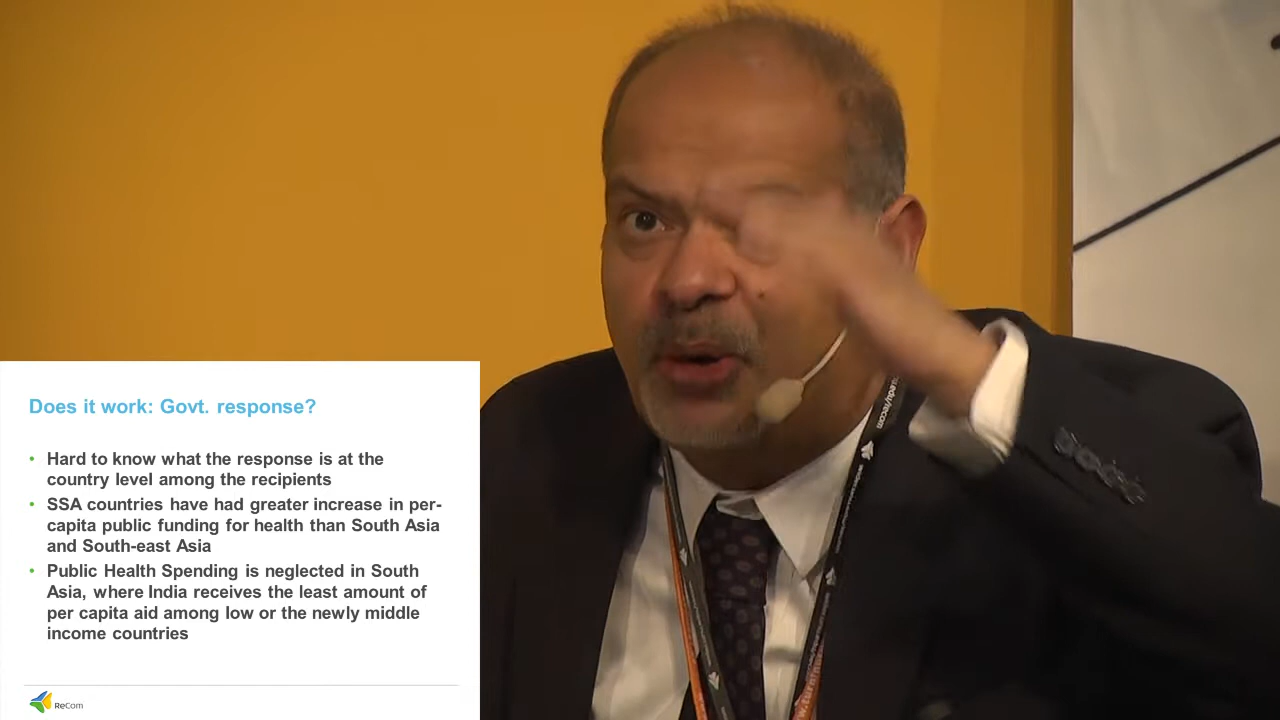 Does it work: Govt. response?
• Hard to know what the response is at the
country level among the recipients
• SSA countries have had greater increase in per-
capita public funding for health than South Asia
and South-east Asia
• Public Health Spending is neglected in South
Asia, where India receives the least amount of
per capita aid among low or the newly middle
income countries
ReCom
.edu/recom